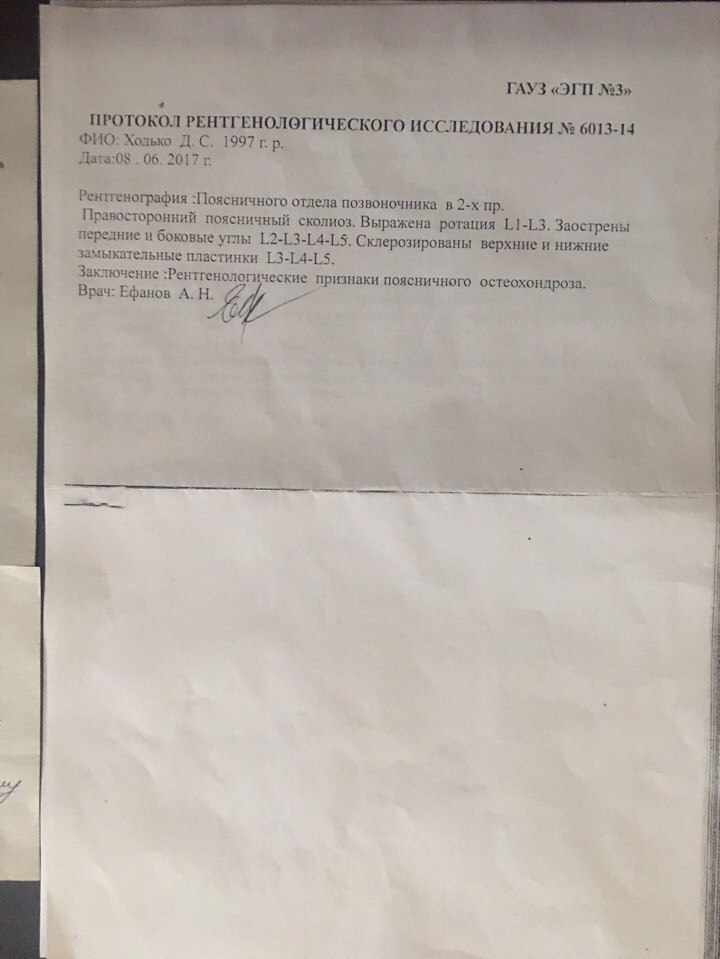 ГАУЗ «ЭГП №3»
ПРОТОКОЛ РЕНТГЕНОЛОГИЧЕСКОГО ИССЛЕДОВАНИЯ № 6013-14
ФИО: Ходько Д. С. 1997 г. р.
Дата:08 . 06. 2017 г.
Рентгенография :Поясничного отдела позвоночника в 2-х пр.
Правосторонний поясничный сколиоз. Выражена ротация L1-L3. Заострены
передние и боковые углы L2-L3-L4-L5. Склерозированы верхние и нижние
замыкательные пластинки L3-L4-L5.
Заключение :Рентгенологические признаки поясничного остеохондроза.
Врач: Ефанов А. Н.